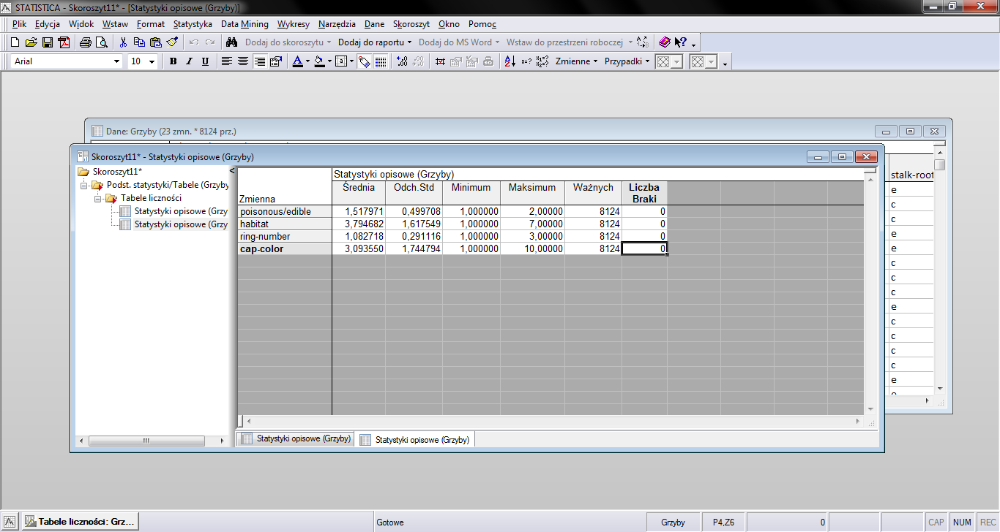 STATISTICA - Skoroszyt11* - [Statystyki opisowe (Grzyby)]
Plik Edycja Widok Wstaw Format Statystyka Data Mining Wykresy Narzędzia Dane Skoroszyt Okno Pomoc
Dodaj do skoroszytu Dodaj do raportu Dodaj do MS Word Wstaw do przestrzeni roboczej
Arial 10 B I U Zmienne Przypadki
Dane: Grzyby (23 zmn. * 8124 prz.)
Skoroszyt11* - Statystyki opisowe (Grzyby)
Skoroszyt11*
Podst. statystyki/Tabele (Grzyby
Tabele liczności
Statystyki opisowe (Grzy
Statystyki opisowe (Grzy
Statystyki opisowe (Grzyby)
Zmienna Średnia Odch.Std Minimum Maksimum Ważnych Liczba Braki
poisonous/edible 1,517971 0,499708 1,000000 2,00000 8124 0
habitat 3,794682 1,617549 1,000000 7,00000 8124 0
ring-number 1,082718 0,291116 1,000000 3,00000 8124 0
cap-color 3,093550 1,744794 1,000000 10,00000 8124 0
Statystyki opisowe (Grzyby) Statystyki opisowe (Grzyby)
stalk-root
e
c
c
e
e
c
c
c
e
c
c
c
c
e
Tabele liczności: Grz... Gotowe Grzyby P4,Z6 0 CAP NUM REC